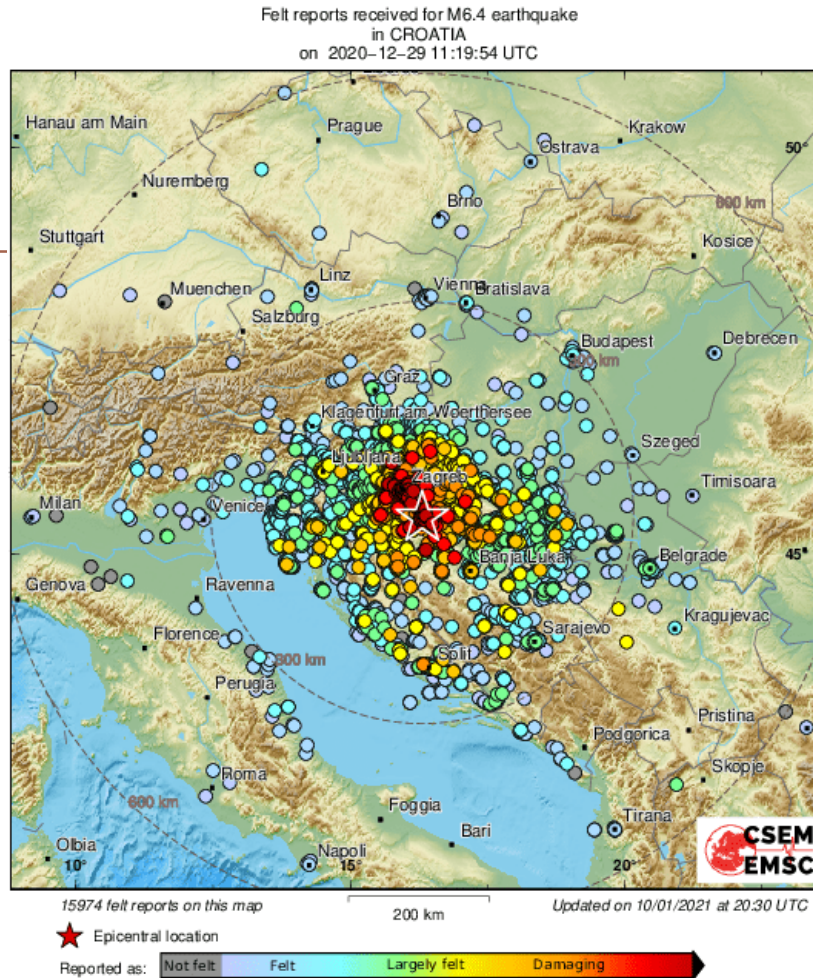 Felt reports received for M6.4 earthquake
in CROATIA
on 2020-12-29 11:19:54 UTC
Hanau am Main
Prague
Krakow
Ostrava
50°
Nuremberg
Brno
600 km
Stuttgart
Kosice
Muenchen
Linz
Vienna
Bratislava
Salzburg
Budapest
Debrecen
300 km
Graz
Klagenfurt am Woerthersee
Szeged
Ljubljana
Zagreb
Timisoara
Milan
Venice
Banja Luka
Belgrade
45°
Genova
Ravenna
Kragujevac
Florence
Sarajevo
Split
300 km
Perugia
Pristina
Podgorica
Skopje
Roma
600 km
Foggia
Tirana
Bari
CSEM
EMSC
Olbia
Napoli
10°
15°
20°
15974 felt reports on this map
200 km
Updated on 10/01/2021 at 20:30 UTC
Epicentral location
Reported as:
Not felt
Felt
Largely felt
Damaging